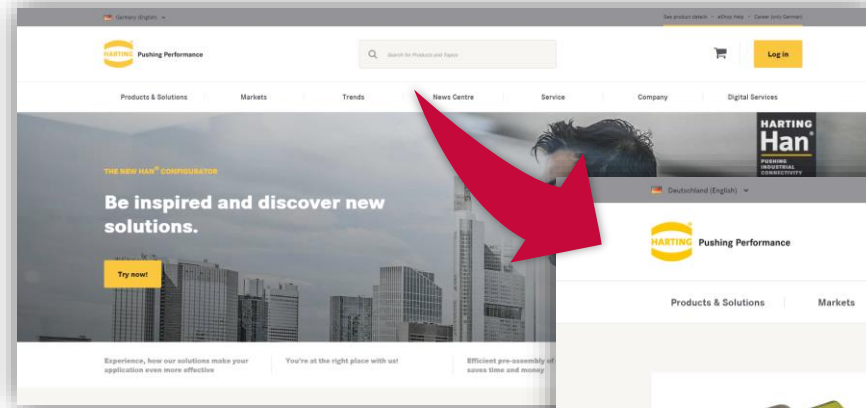 Germany (English)
See product details
eShop Help
Career (only German)
HARTING
Pushing Performance
Search for Products and Topics
Log in
Products & Solutions
Markets
Trends
News Centre
Service
Company
Digital Services
HARTING
Han®
PUSHING
INDUSTRIAL
CONNECTIVITY
THE NEW HAN® CONFIGURATOR
Be inspired and discover new
solutions.
Try now!
Experience, how our solutions make your
application even more effective
You're at the right place with us!
Efficient pre-assembly of
saves time and money
Deutschland (English)
HARTING
Pushing Performance
Products & Solutions
Markets